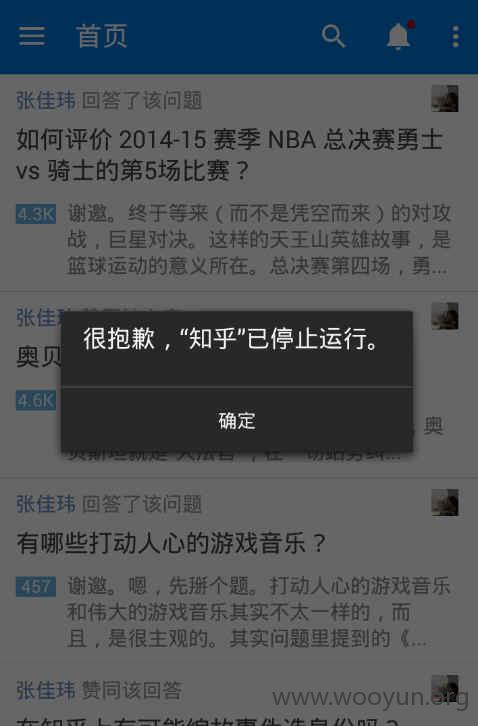 首页
张佳玮 回答了该问题
如何评价 2014-15 赛季 NBA 总决赛勇士
vs 骑士的第5场比赛？
4.3K
谢邀。终于等来（而不是凭空而来）的对攻
战，巨星对决。这样的天王山英雄故事，是
篮球运动的意义所在。总决赛第四场，勇...
张佳玮
很抱歉，“知乎”已停止运行。
奥贝
4.6K
确定
，奥
张佳玮 回答了该问题
有哪些打动人心的游戏音乐？
457
谢邀。嗯，先掰个题。打动人心的游戏音乐
和伟大的游戏音乐其实不太一样的，而
且，是很主观的。其实问题里提到的《...
张佳玮 赞同该回答
www.wooyun.org